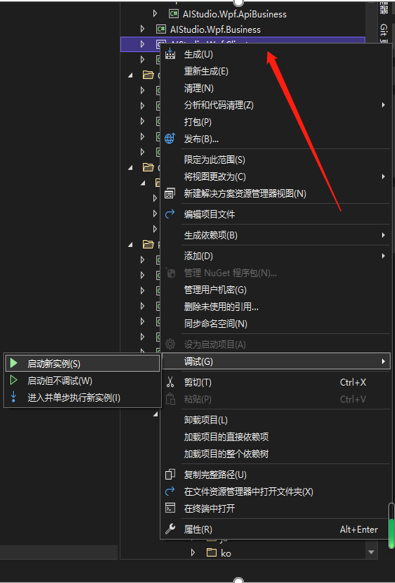 AIStudio.Wpf.ApiBusiness
AIStudio.Wpf.Business
AIStudio.Wpf.Client
生成(U)
重新生成(E)
清理(N)
分析和代码清理(Z)
打包(P)
发布(B)...
限定为此范围(S)
将视图更改为(C)
新建解决方案资源管理器视图(N)
编辑项目文件
生成依赖项(B)
添加(D)
管理 NuGet 程序包(N)...
管理用户机密(G)
删除未使用的引用...
同步命名空间(N)
设为启动项目(A)
调试(G)
启动新实例(S)
启动但不调试(W)
进入并单步执行新实例(I)
剪切(T) Ctrl+X
粘贴(P) Ctrl+V
卸载项目(L)
加载项目的直接依赖项
加载项目的整个依赖树
复制完整路径(U)
在文件资源管理器中打开文件夹(X)
在终端中打开
属性(R) Alt+Enter
ko
Git